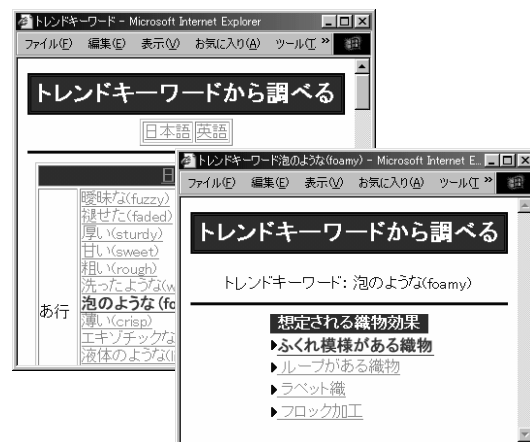 トレンドキーワード - Microsoft Internet Explorer
ファイル(F) 編集(E) 表示(V) お気に入り(A) ツール(T »
トレンドキーワードから調べる
日本語 英語
曖昧な(fuzzy)
褪せた(faded)
厚い(sturdy)
甘い(sweet)
粗い(rough)
洗ったような(w
あ行
泡のような(fo
薄い(crisp)
エキゾチックな
液体のような(li
トレンドキーワード泡のような(foamy) - Microsoft Internet E...
ファイル(F) 編集(E) 表示(V) お気に入り(A) ツール(T »
トレンドキーワードから調べる
トレンドキーワード: 泡のような(foamy)
想定される織物効果
ふくれ模様がある織物
ループがある織物
ラペット織
フロック加工